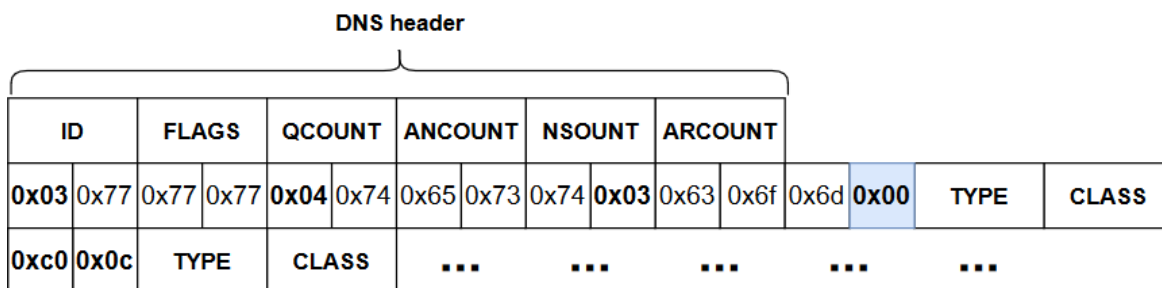 DNS header
ID FLAGS QCOUNT ANCOUNT NSOUNT ARCOUNT
0x03 0x77 0x77 0x77 0x04 0x74 0x65 0x73 0x74 0x03 0x63 0x6f 0x6d 0x00 TYPE CLASS
0xc0 0x0c TYPE CLASS ... ... ... ... ...